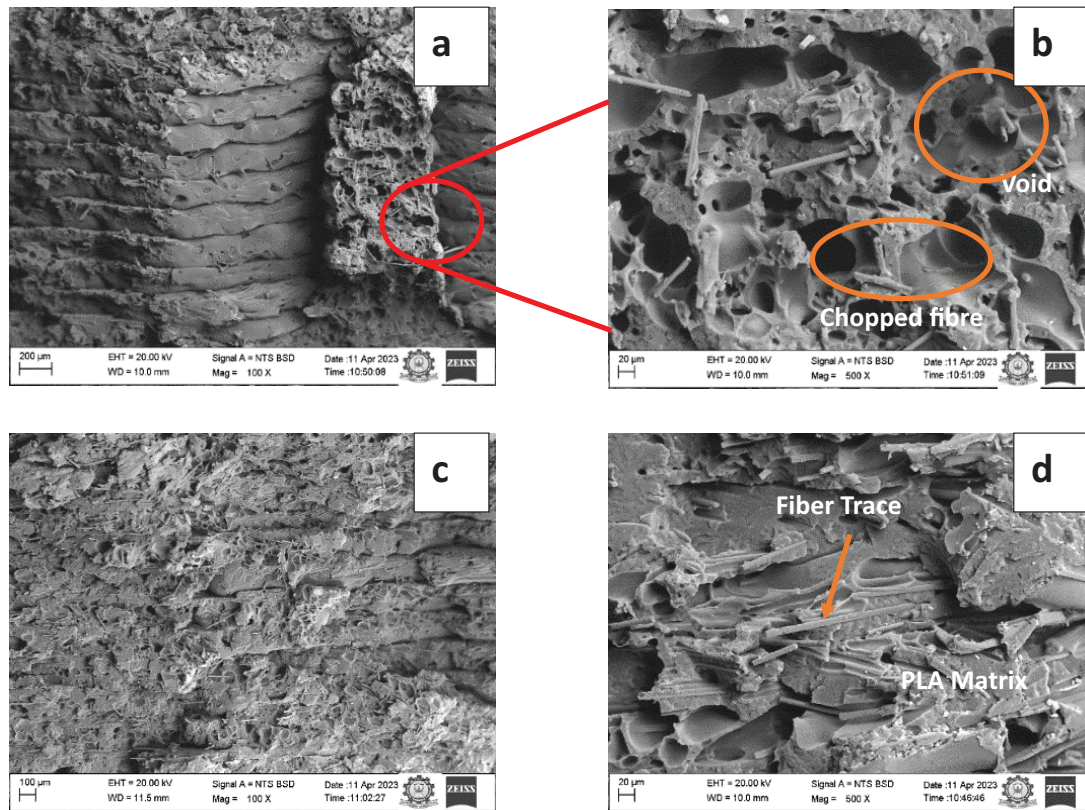 a
200 µm
EHT = 20.00 kV
WD = 10.0 mm
Signal A = NTS BSD
Mag = 100 X
Date :11 Apr 2023
Time :10:50:08
ZEISS
b
Void
Chopped fibre
20 µm
EHT = 20.00 kV
WD = 10.0 mm
Signal A = NTS BSD
Mag = 500 X
Date :11 Apr 2023
Time :10:51:09
ZEISS
c
100 µm
EHT = 20.00 kV
WD = 11.5 mm
Signal A = NTS BSD
Mag = 100 X
Date :11 Apr 2023
Time :11:02:27
ZEISS
d
Fiber Trace
PLA Matrix
20 µm
EHT = 20.00 kV
WD = 10.0 mm
Signal A = NTS BSD
Mag = 500 X
Date :11 Apr 2023
Time :10:46:46
ZEISS